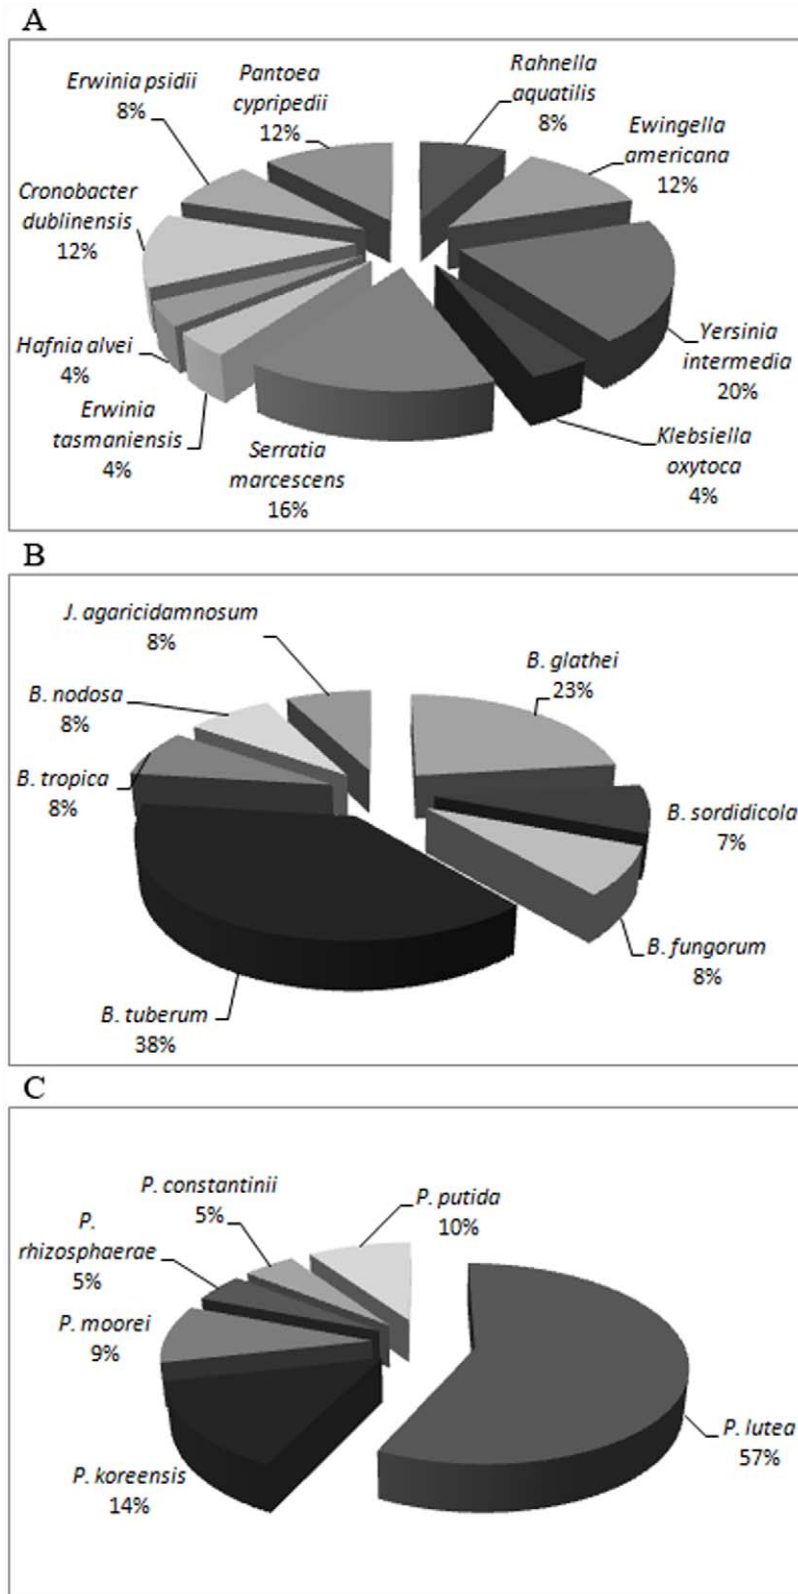 A
Erwinia psidii
8%
Pantoea
cypripedii
12%
Rahnella
aquatilis
8%
Ewingella
americana
12%
Cronobacter
dublinensis
12%
Yersinia
intermedia
20%
Hafnia alvei
4%
Erwinia
tasmaniensis
4%
Serratia
marcescens
16%
Klebsiella
oxytoca
4%
B
J. agaricidamnosum
8%
B. glathei
23%
B. nodosa
8%
B. tropica
8%
B. sordidicola
7%
B. fungorum
8%
B. tuberum
38%
C
P. constantinii
5%
P. putida
10%
P.
rhizosphaerae
5%
P. moorei
9%
P. lutea
57%
P. koreensis
14%